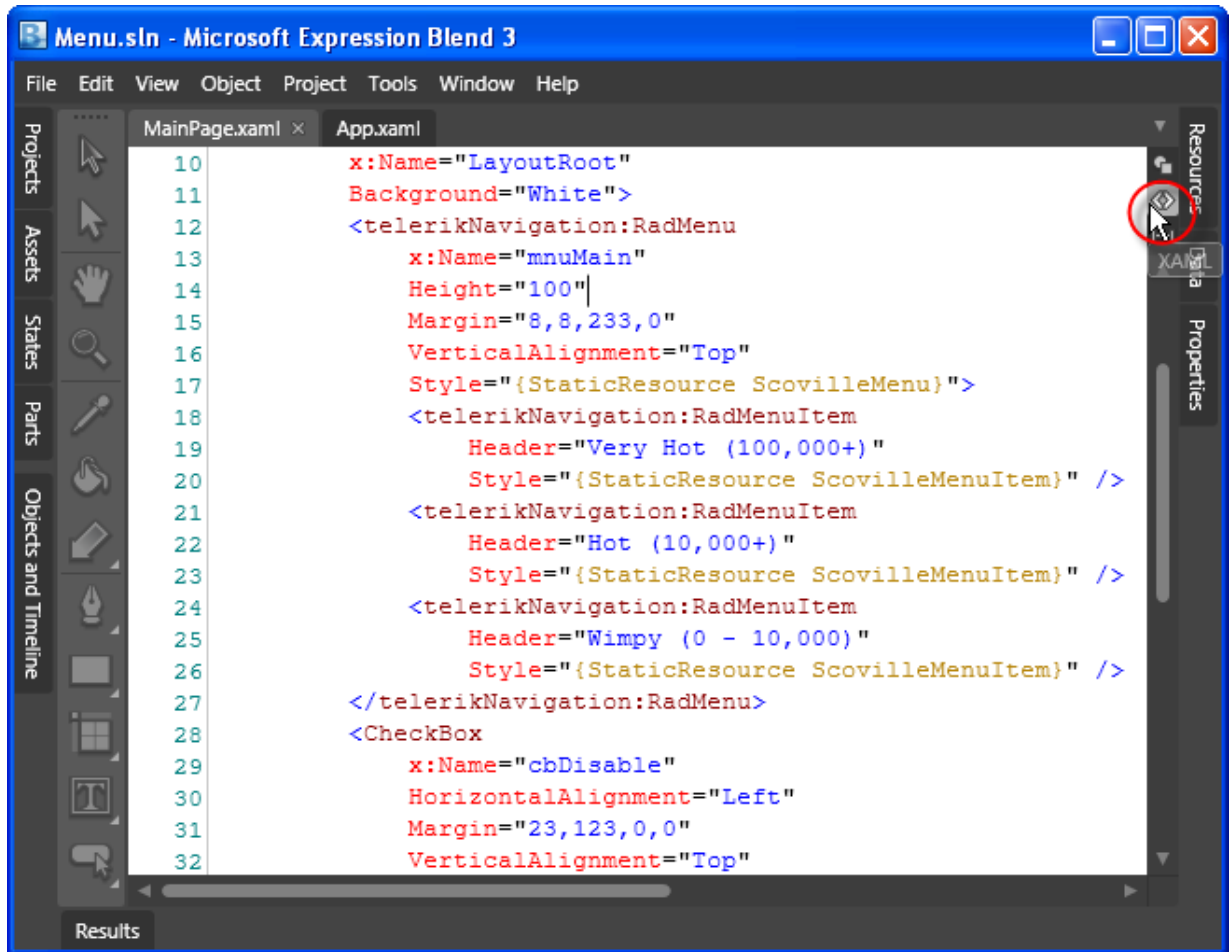 Menu.sln - Microsoft Expression Blend 3
File Edit View Object Project Tools Window Help
MainPage.xaml × App.xaml
Projects
Assets
States
Parts
Objects and Timeline
10 x:Name="LayoutRoot"
11 Background="White">
12 <telerikNavigation:RadMenu
13 x:Name="mnuMain"
14 Height="100"
15 Margin="8,8,233,0"
16 VerticalAlignment="Top"
17 Style="{StaticResource ScovilleMenu}">
18 <telerikNavigation:RadMenuItem
19 Header="Very Hot (100,000+)"
20 Style="{StaticResource ScovilleMenuItem}" />
21 <telerikNavigation:RadMenuItem
22 Header="Hot (10,000+)"
23 Style="{StaticResource ScovilleMenuItem}" />
24 <telerikNavigation:RadMenuItem
25 Header="Wimpy (0 - 10,000)"
26 Style="{StaticResource ScovilleMenuItem}" />
27 </telerikNavigation:RadMenu>
28 <CheckBox
29 x:Name="cbDisable"
30 HorizontalAlignment="Left"
31 Margin="23,123,0,0"
32 VerticalAlignment="Top"
Resources
XAML
Data
Properties
Results